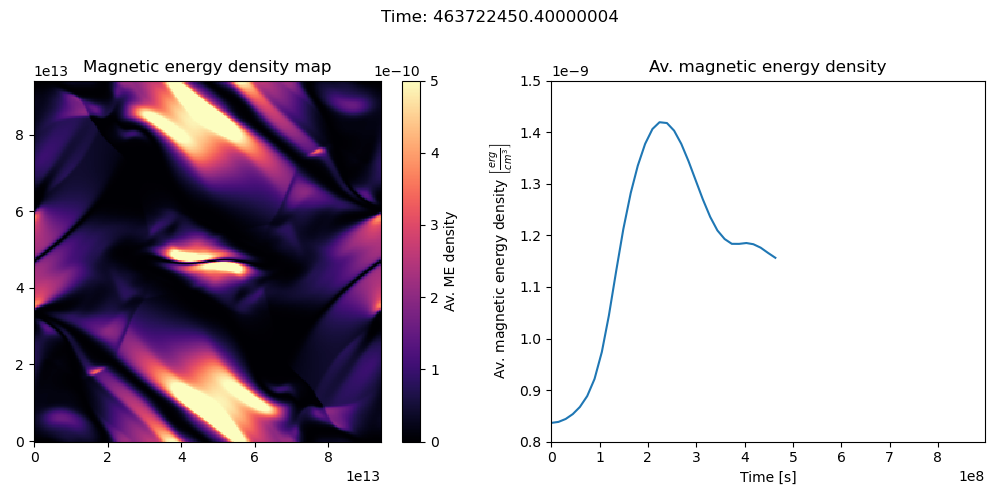 Time: 463722450.40000004
1e13 Magnetic energy density map 1e−10
8
6
4
2
0
0 2 4 6 8
1e13
5
4
3
2
1
0
Av. ME density
Av. magnetic energy density
1e−9
1.5
1.4
1.3
1.2
1.1
1.0
0.9
0.8
Av. magnetic energy density [erg/cm³]
0 1 2 3 4 5 6 7 8
Time [s] 1e8